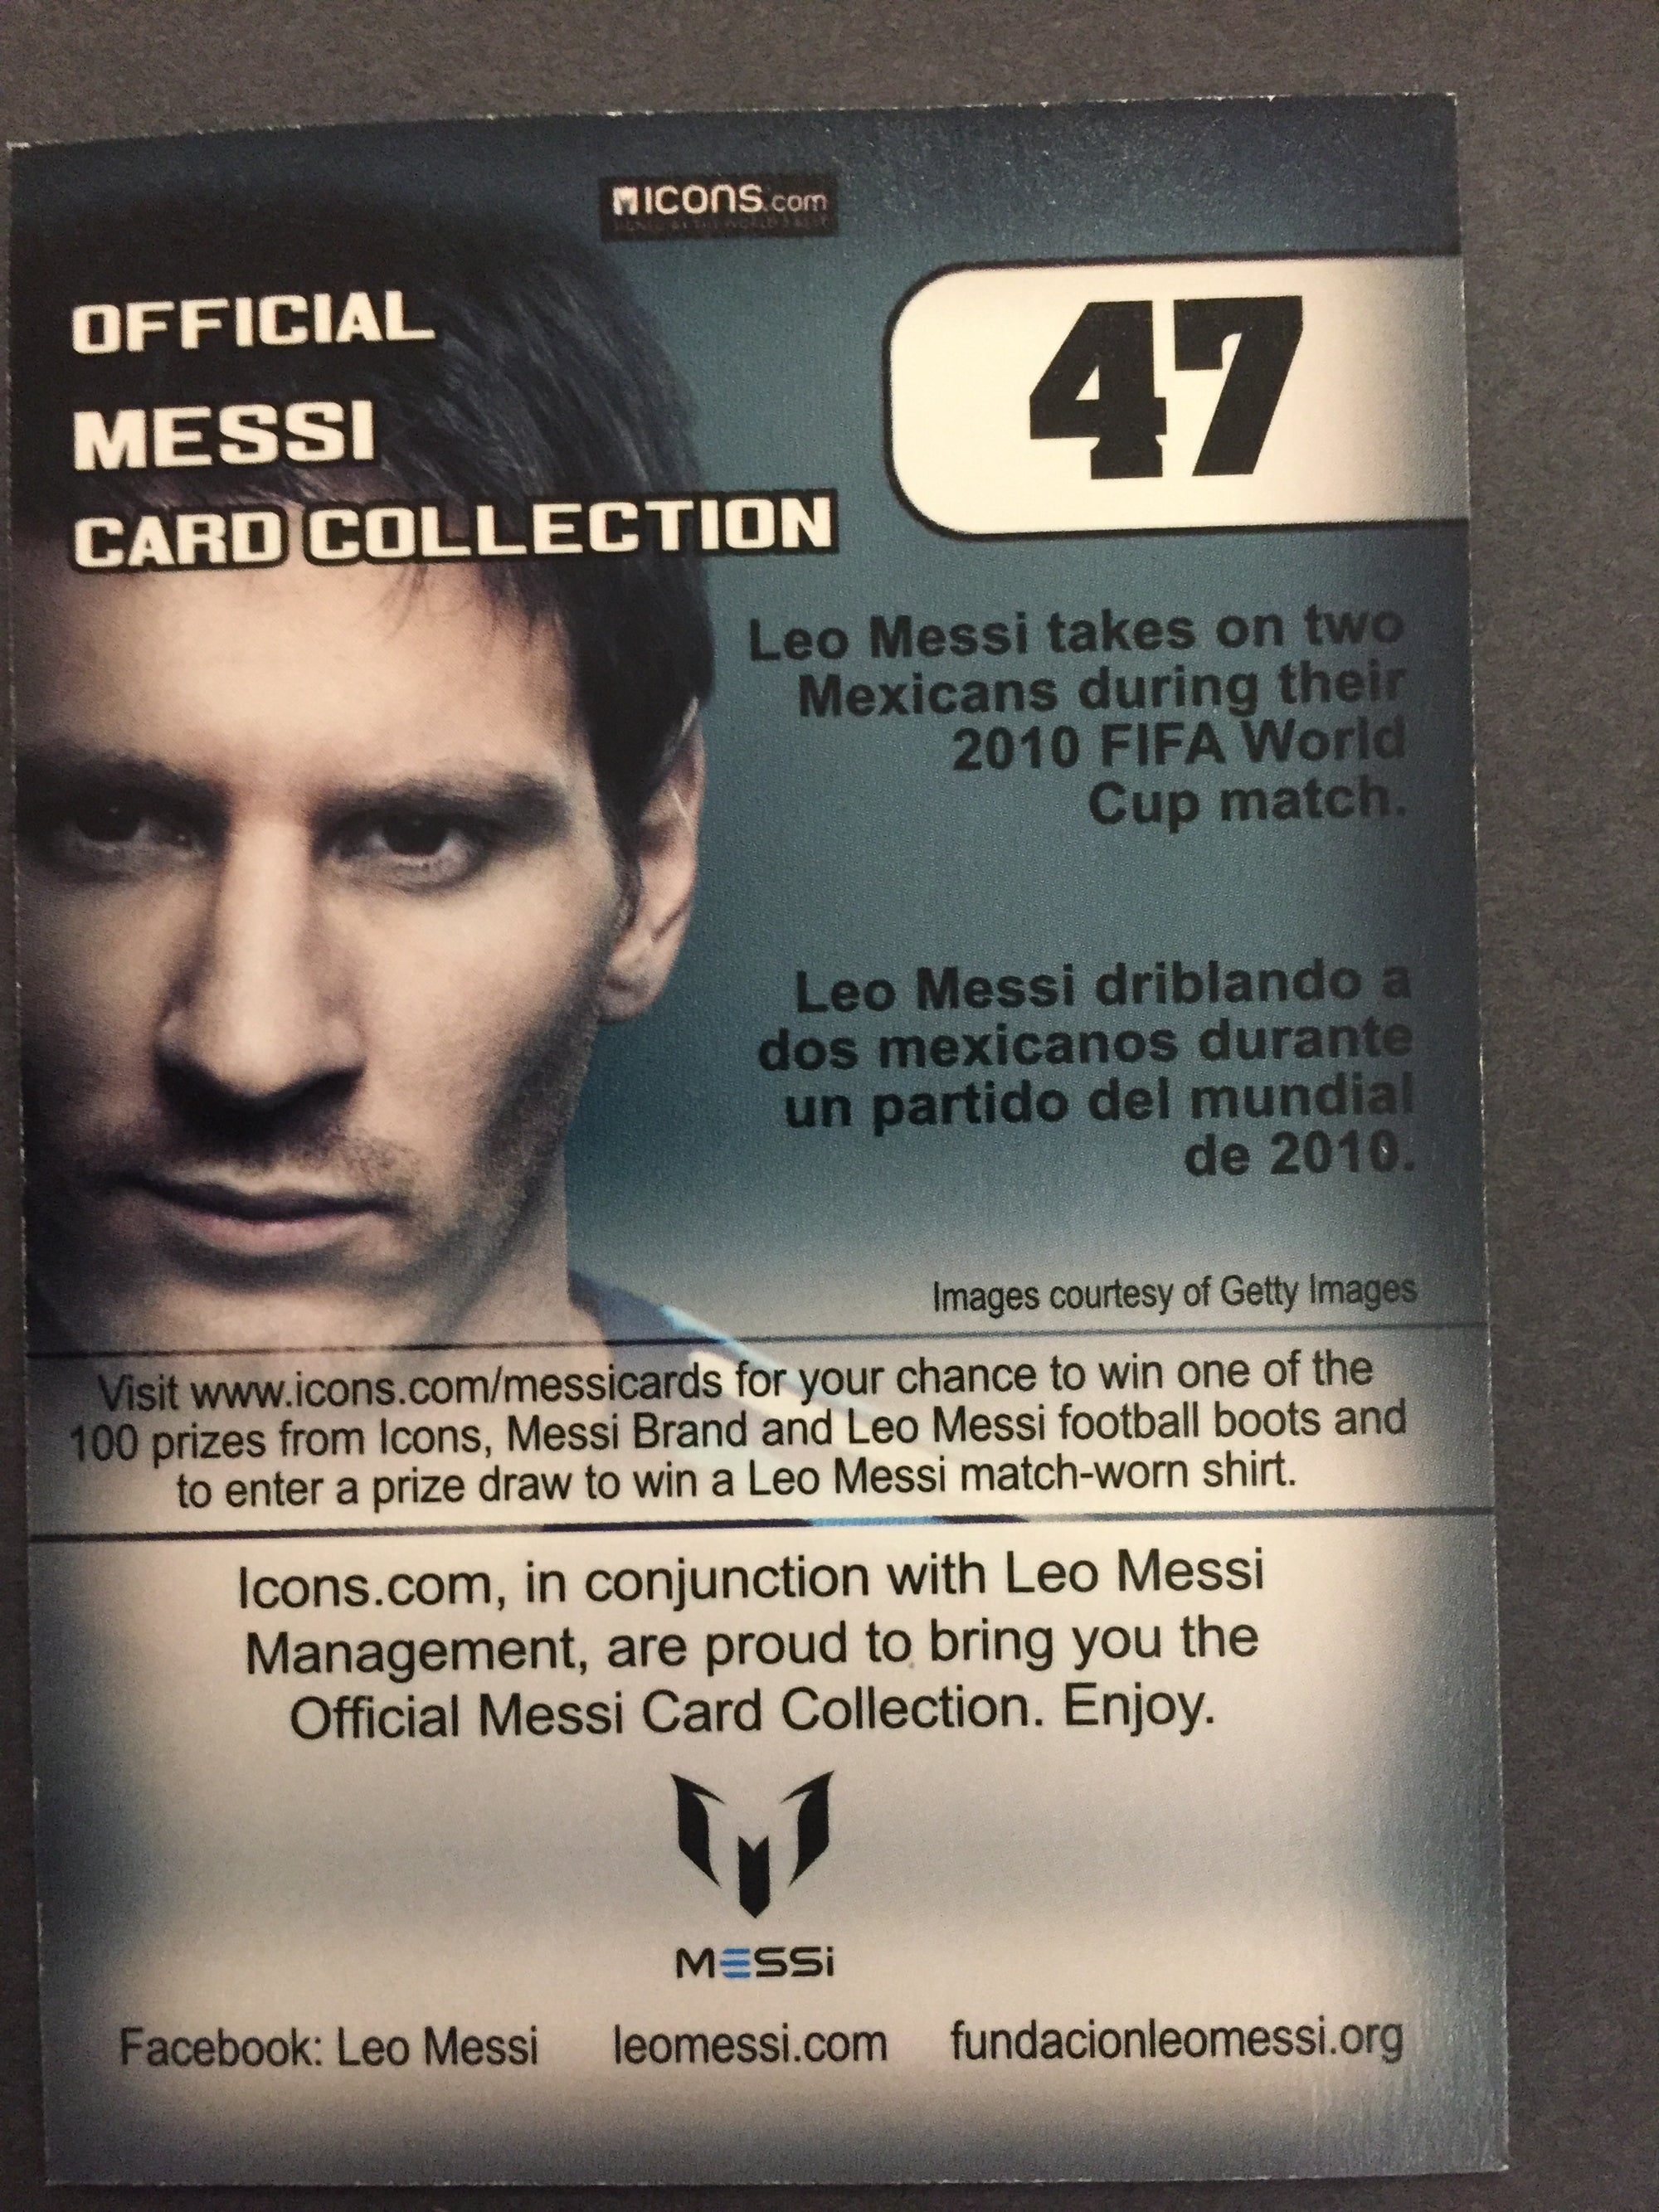 ICONS.com
OFFICIAL
MESSI
CARD COLLECTION
47
Leo Messi takes on two
Mexicans during their
2010 FIFA World
Cup match.
Leo Messi driblando a
dos mexicanos durante
un partido del mundial
de 2010.
Images courtesy of Getty Images
Visit www.icons.com/messicards for your chance to win one of the
100 prizes from Icons, Messi Brand and Leo Messi football boots and
to enter a prize draw to win a Leo Messi match-worn shirt.
Icons.com, in conjunction with Leo Messi
Management, are proud to bring you the
Official Messi Card Collection. Enjoy.
MESSi
Facebook: Leo Messi leomessi.com fundacionleomessi.org